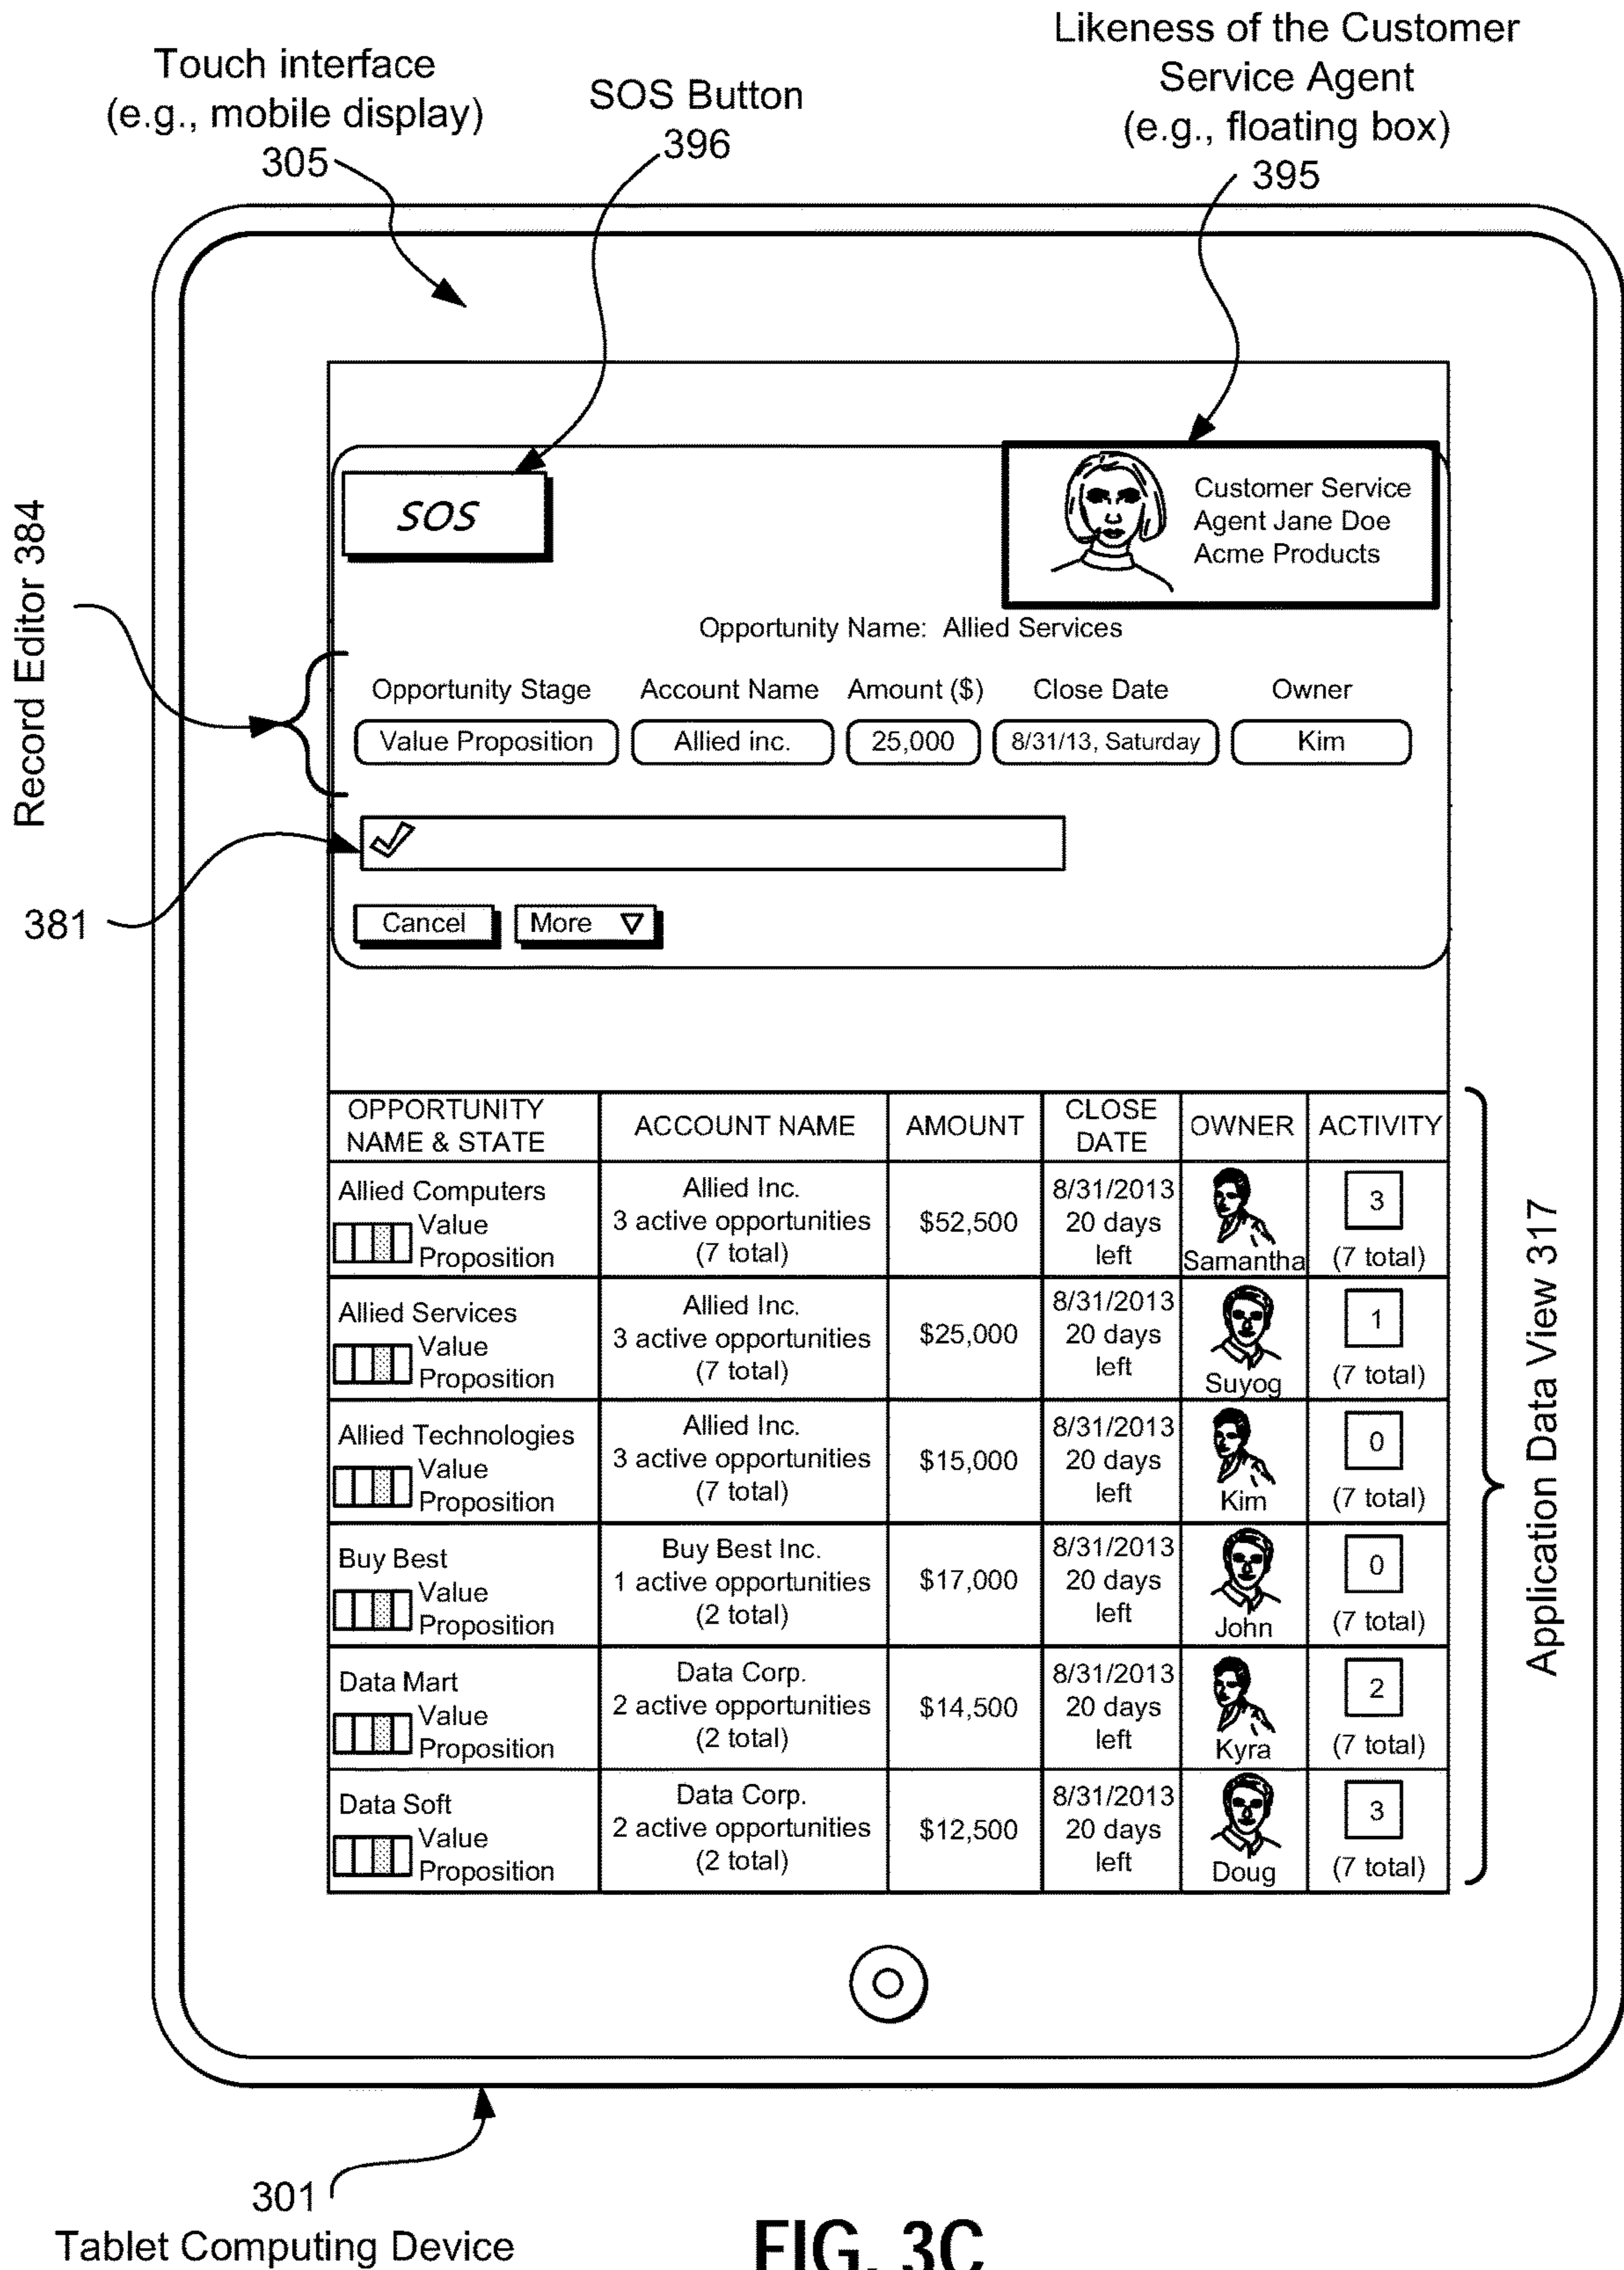 Likeness of the Customer
Service Agent
(e.g., floating box)
395
Touch interface
(e.g., mobile display)
305
SOS Button
396
SOS
Customer Service
Agent Jane Doe
Acme Products
Record Editor 384
Opportunity Name: Allied Services
Opportunity Stage Account Name Amount ($) Close Date Owner
Value Proposition Allied inc. 25,000 8/31/13, Saturday Kim
381
Cancel More
OPPORTUNITY
NAME & STATE
ACCOUNT NAME
AMOUNT
CLOSE
DATE
OWNER
ACTIVITY
Allied Computers
Value
Proposition
Allied Inc.
3 active opportunities
(7 total)
$52,500
8/31/2013
20 days
left
Samantha
3
(7 total)
Allied Services
Value
Proposition
Allied Inc.
3 active opportunities
(7 total)
$25,000
8/31/2013
20 days
left
Suyog
1
(7 total)
Allied Technologies
Value
Proposition
Allied Inc.
3 active opportunities
(7 total)
$15,000
8/31/2013
20 days
left
Kim
0
(7 total)
Buy Best
Value
Proposition
Buy Best Inc.
1 active opportunities
(2 total)
$17,000
8/31/2013
20 days
left
John
0
(7 total)
Data Mart
Value
Proposition
Data Corp.
2 active opportunities
(2 total)
$14,500
8/31/2013
20 days
left
Kyra
2
(7 total)
Data Soft
Value
Proposition
Data Corp.
2 active opportunities
(2 total)
$12,500
8/31/2013
20 days
left
Doug
3
(7 total)
Application Data View 317
301
Tablet Computing Device
FIG. 3C